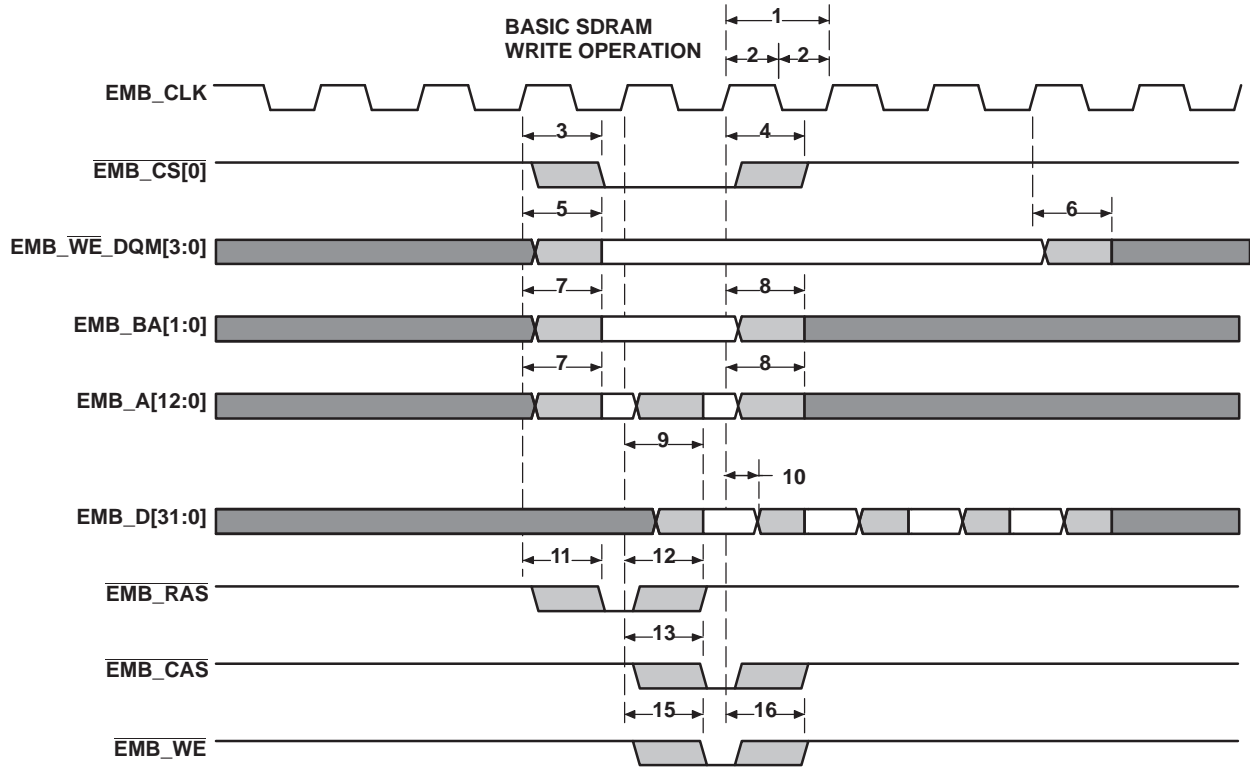 BASIC SDRAM
WRITE OPERATION
1
2 2
EMB_CLK
3 4
EMB_CS[0]
5 6
EMB_WE_DQM[3:0]
7 8
EMB_BA[1:0]
7 8
EMB_A[12:0]
9
10
EMB_D[31:0]
11 12
EMB_RAS
13
EMB_CAS
15 16
EMB_WE